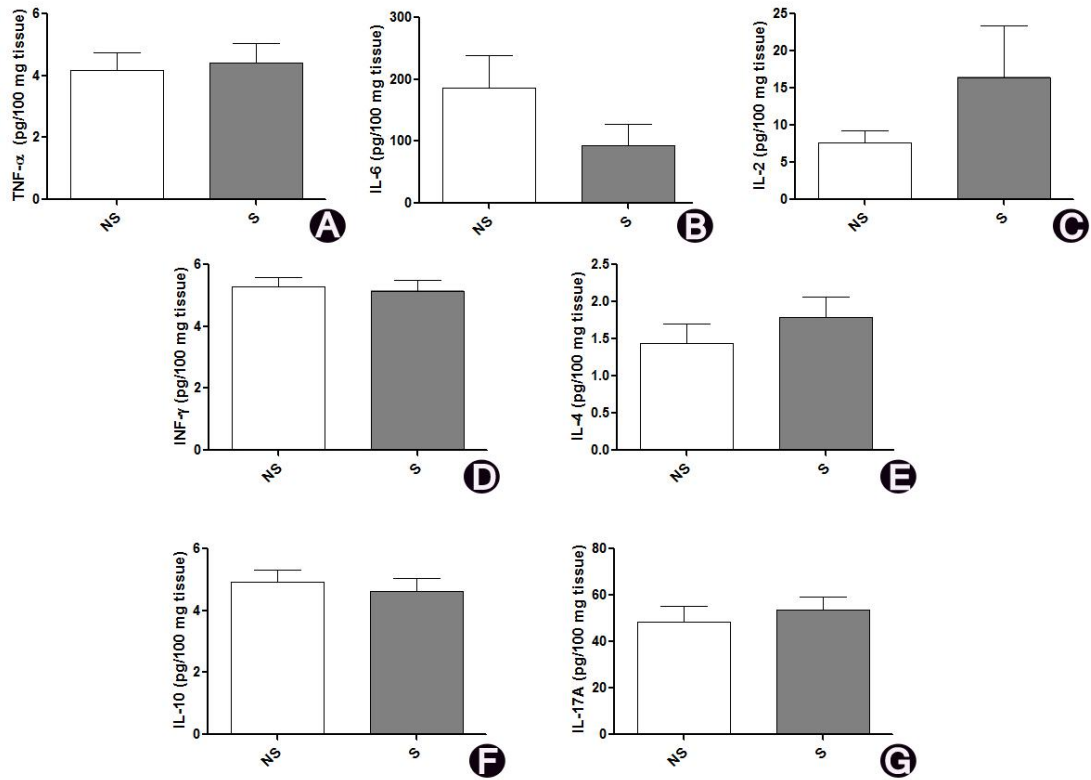 TNF-α (pg/100 mg tissue)
6
4
2
0
NS
S
A
IL-6 (pg/100 mg tissue)
300
200
100
0
NS
S
B
IL-2 (pg/100 mg tissue)
25
20
15
10
5
0
NS
S
C
INF-γ (pg/100 mg tissue)
6
4
2
0
NS
S
D
IL-4 (pg/100 mg tissue)
2.5
2.0
1.5
1.0
0.5
0.0
NS
S
E
IL-10 (pg/100 mg tissue)
6
4
2
0
NS
S
F
IL-17A (pg/100 mg tissue)
80
60
40
20
0
NS
S
G